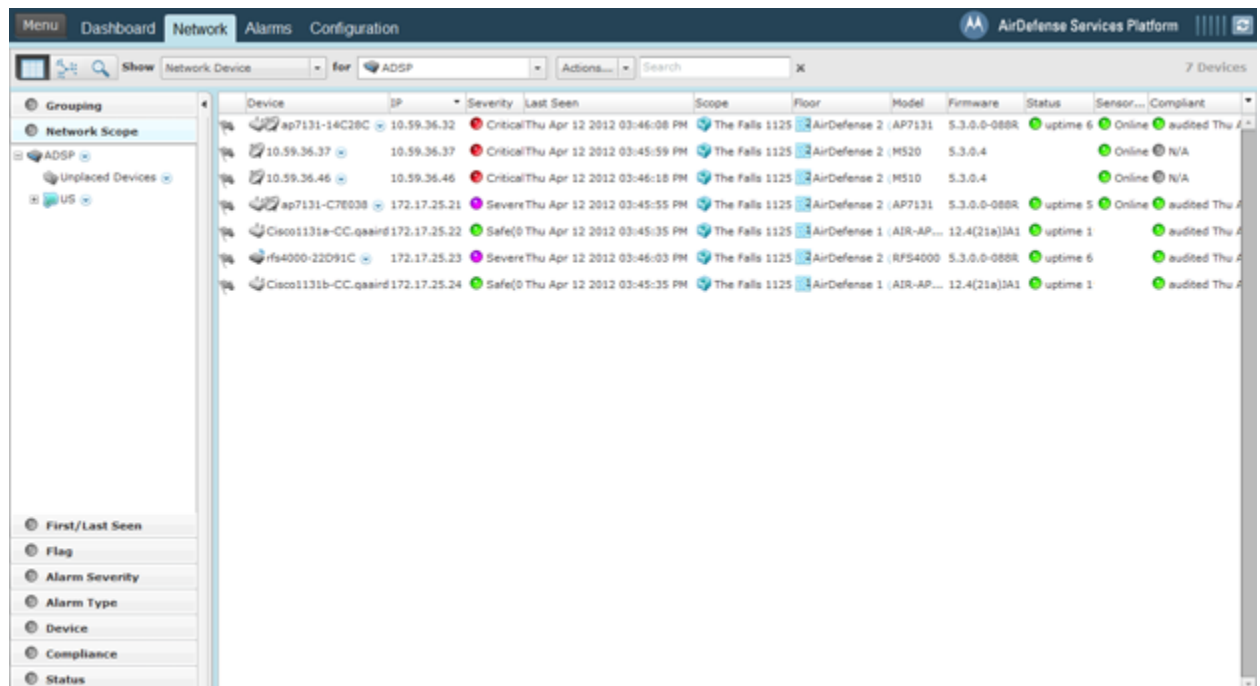 Menu Dashboard Network Alarms Configuration AirDefense Services Platform
Show Network Device for ADSP Actions... Search x 7 Devices
Grouping
Network Scope
ADSP
Unplaced Devices
US
First/Last Seen
Flag
Alarm Severity
Alarm Type
Device
Compliance
Status
Device IP Severity Last Seen Scope Floor Model Firmware Status Sensor... Compliant
ap7131-14C28C 10.59.36.32 Critical Thu Apr 12 2012 03:46:08 PM The Falls 1125 AirDefense 2 ( AP7131 5.3.0.0-088R uptime 6 Online audited Thu A
10.59.36.37 10.59.36.37 Critical Thu Apr 12 2012 03:45:59 PM The Falls 1125 AirDefense 2 ( M520 5.3.0.4 Online N/A
10.59.36.46 10.59.36.46 Critical Thu Apr 12 2012 03:46:18 PM The Falls 1125 AirDefense 2 ( M510 5.3.0.4 Online N/A
ap7131-C7E038 172.17.25.21 Severe Thu Apr 12 2012 03:45:55 PM The Falls 1125 AirDefense 2 ( AP7131 5.3.0.0-088R uptime 5 Online audited Thu A
Cisco1131a-CC.qaaird 172.17.25.22 Safe(0 Thu Apr 12 2012 03:45:35 PM The Falls 1125 AirDefense 1 ( AIR-AP... 12.4(21a)JA1 uptime 1 audited Thu A
rfs4000-22D91C 172.17.25.23 Severe Thu Apr 12 2012 03:46:03 PM The Falls 1125 AirDefense 2 ( RFS4000 5.3.0.0-088R uptime 6 audited Thu A
Cisco1131b-CC.qaaird 172.17.25.24 Safe(0 Thu Apr 12 2012 03:45:35 PM The Falls 1125 AirDefense 1 ( AIR-AP... 12.4(21a)JA1 uptime 1 audited Thu A